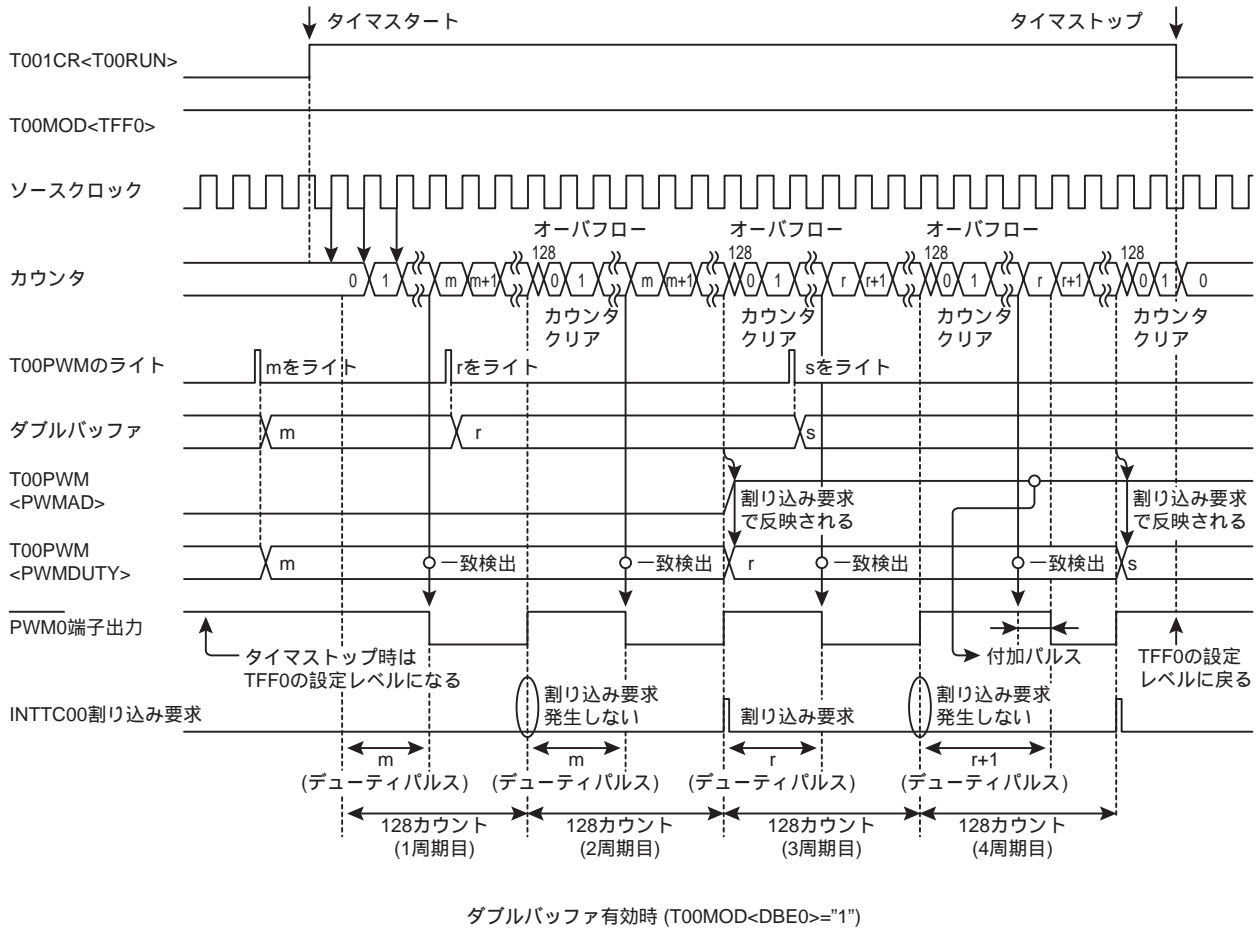 タイマスタート
タイマストップ
T001CR<T00RUN>
T00MOD<TFF0>
ソースクロック
オーバフロー オーバフロー オーバフロー
128 128 128 128
カウンタ
0 1 m m+1 0 1 m m+1 0 1 r r+1 0 1 r r+1 0 1 0
カウンタ
クリア
カウンタ
クリア
カウンタ
クリア
カウンタ
クリア
T00PWMのライト
mをライト
rをライト
sをライト
ダブルバッファ
m r s
T00PWM
<PWMAD>
割り込み要求
で反映される
割り込み要求
で反映される
T00PWM
<PWMDUTY>
m 一致検出 一致検出 r 一致検出 一致検出 s
PWM0端子出力
タイマストップ時は
TFF0の設定レベルになる
付加パルス
TFF0の設定
レベルに戻る
INTTC00割り込み要求
割り込み要求
発生しない
割り込み要求
割り込み要求
発生しない
m m r r+1
(デューティパルス) (デューティパルス) (デューティパルス) (デューティパルス)
128カウント
(1周期目)
128カウント
(2周期目)
128カウント
(3周期目)
128カウント
(4周期目)
ダブルバッファ有効時 (T00MOD<DBE0>="1")